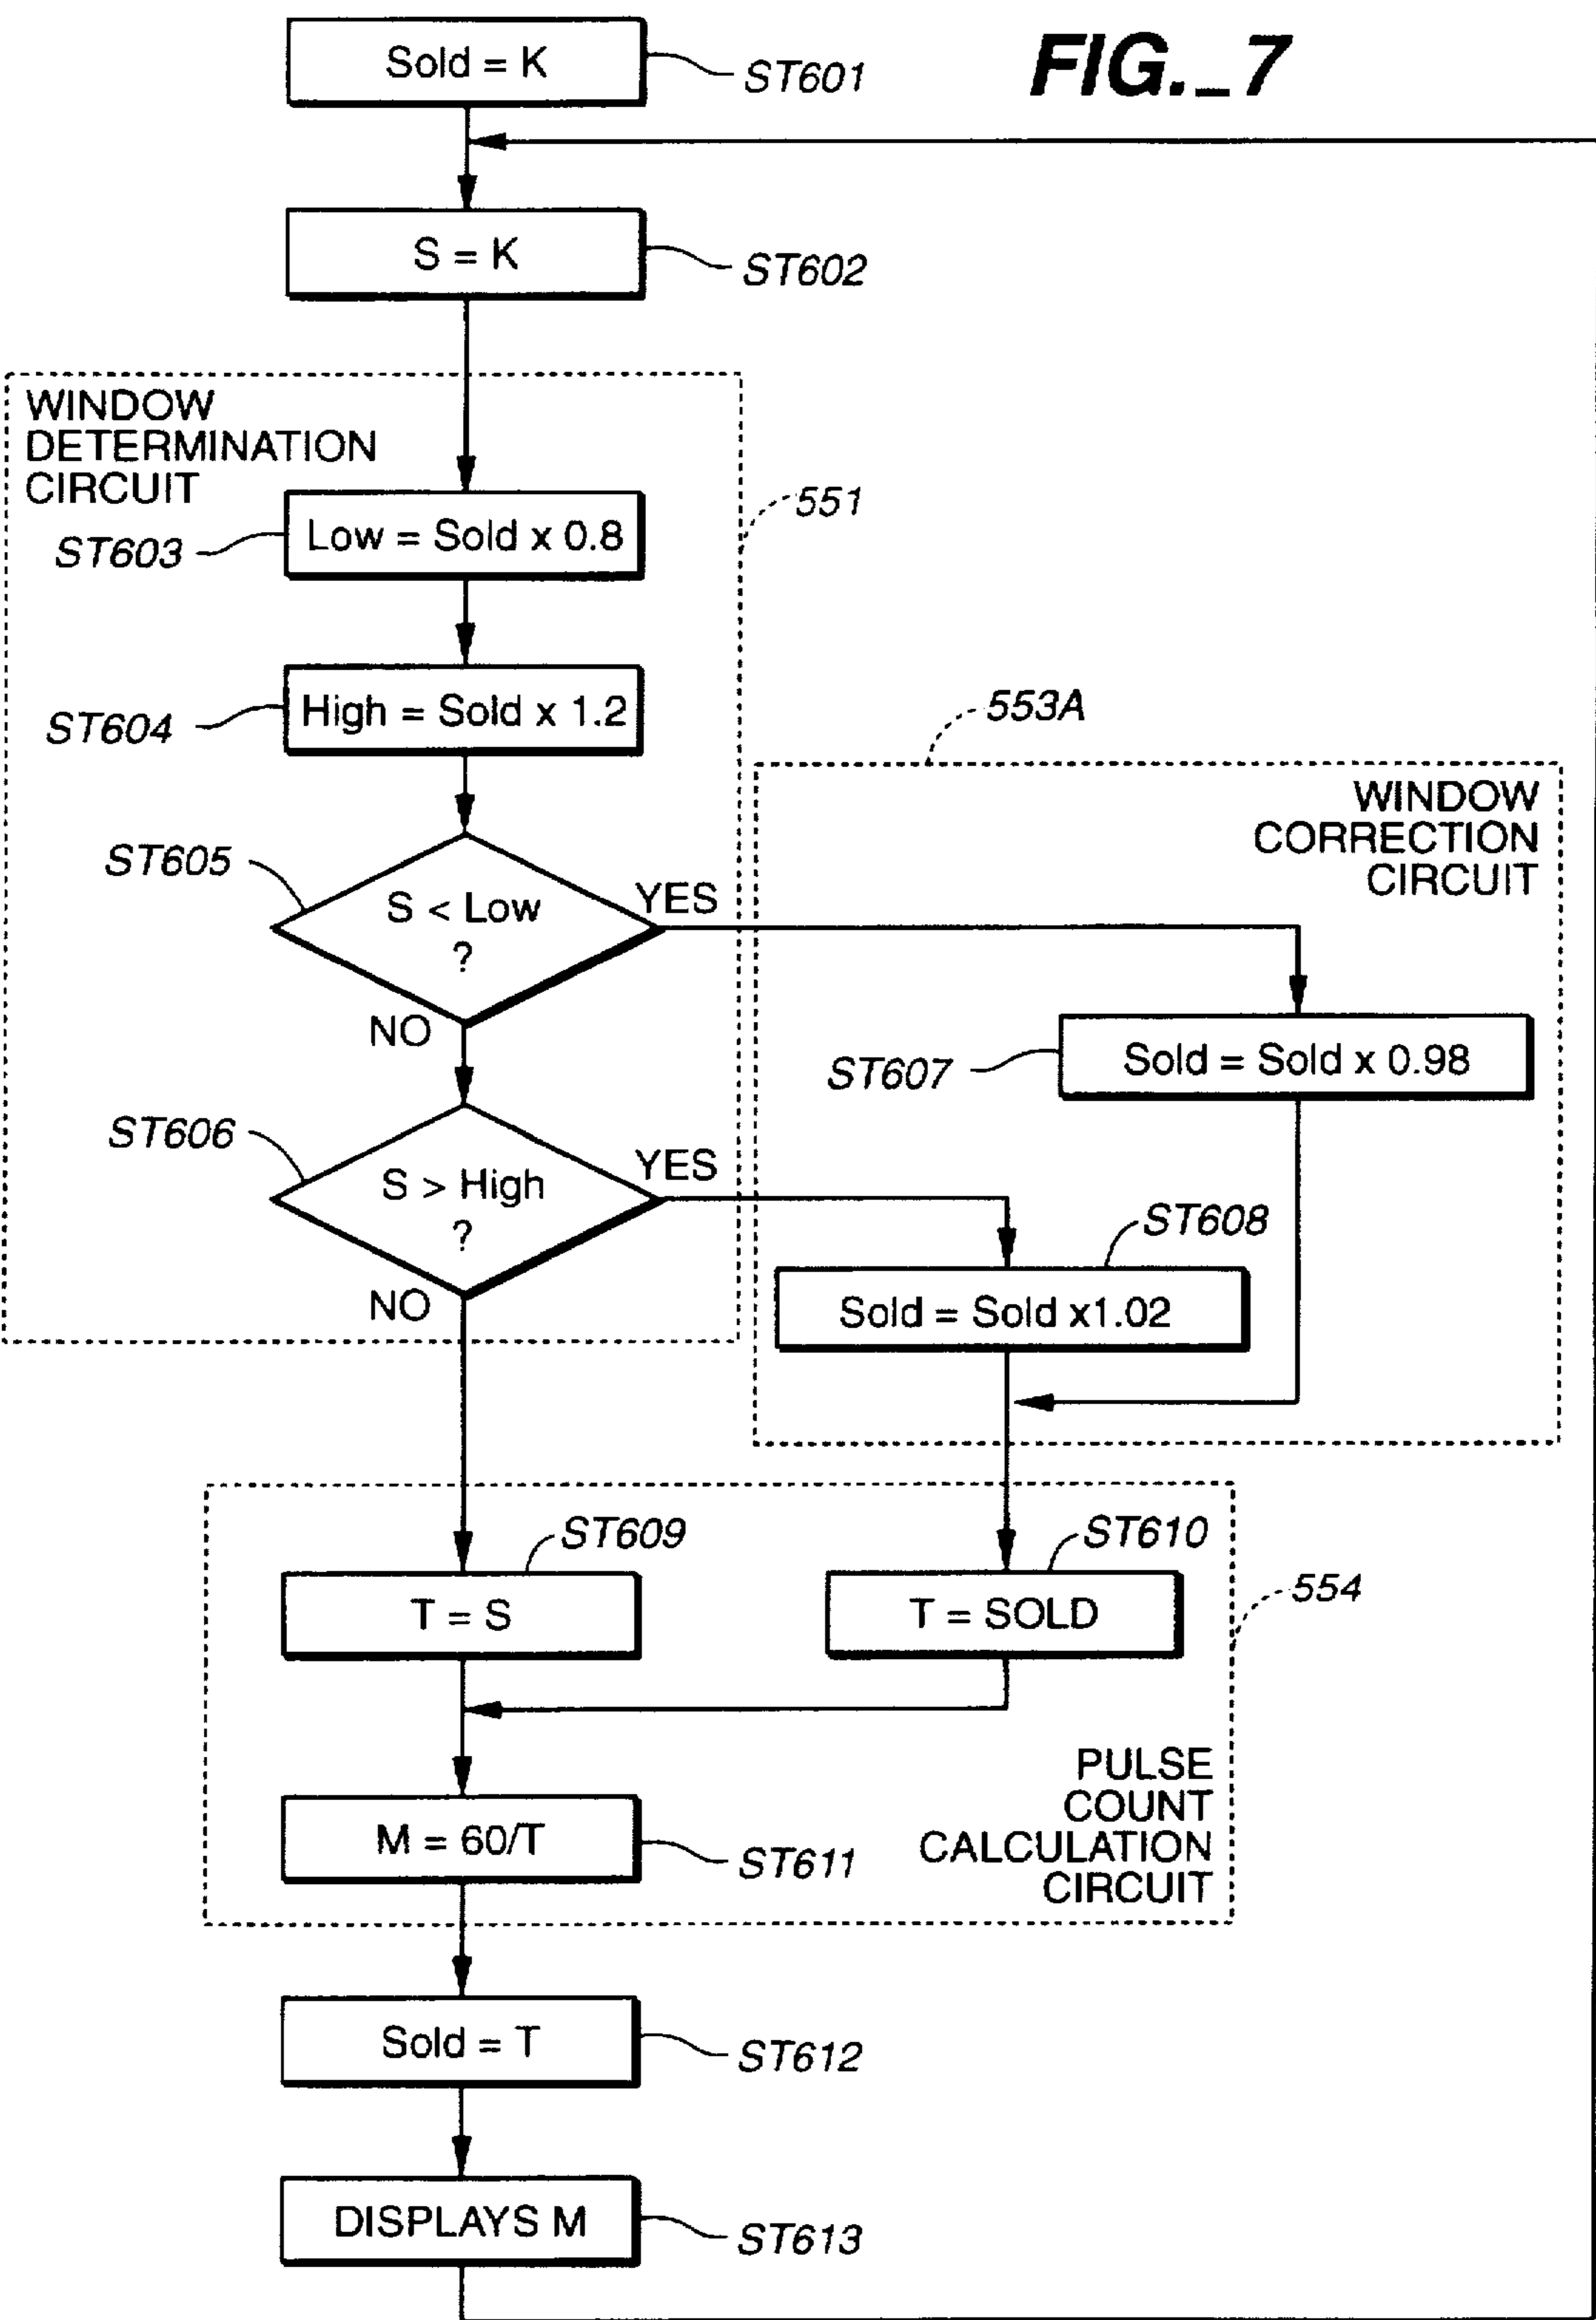 FIG._7
Sold = K
ST601
S = K
ST602
WINDOW
DETERMINATION
CIRCUIT
551
Low = Sold x 0.8
ST603
High = Sold x 1.2
ST604
553A
WINDOW
CORRECTION
CIRCUIT
ST605
S < Low
?
YES
NO
Sold = Sold x 0.98
ST607
ST606
S > High
?
YES
NO
ST608
Sold = Sold x1.02
ST609
T = S
ST610
T = SOLD
554
PULSE
COUNT
CALCULATION
CIRCUIT
M = 60/T
ST611
Sold = T
ST612
DISPLAYS M
ST613